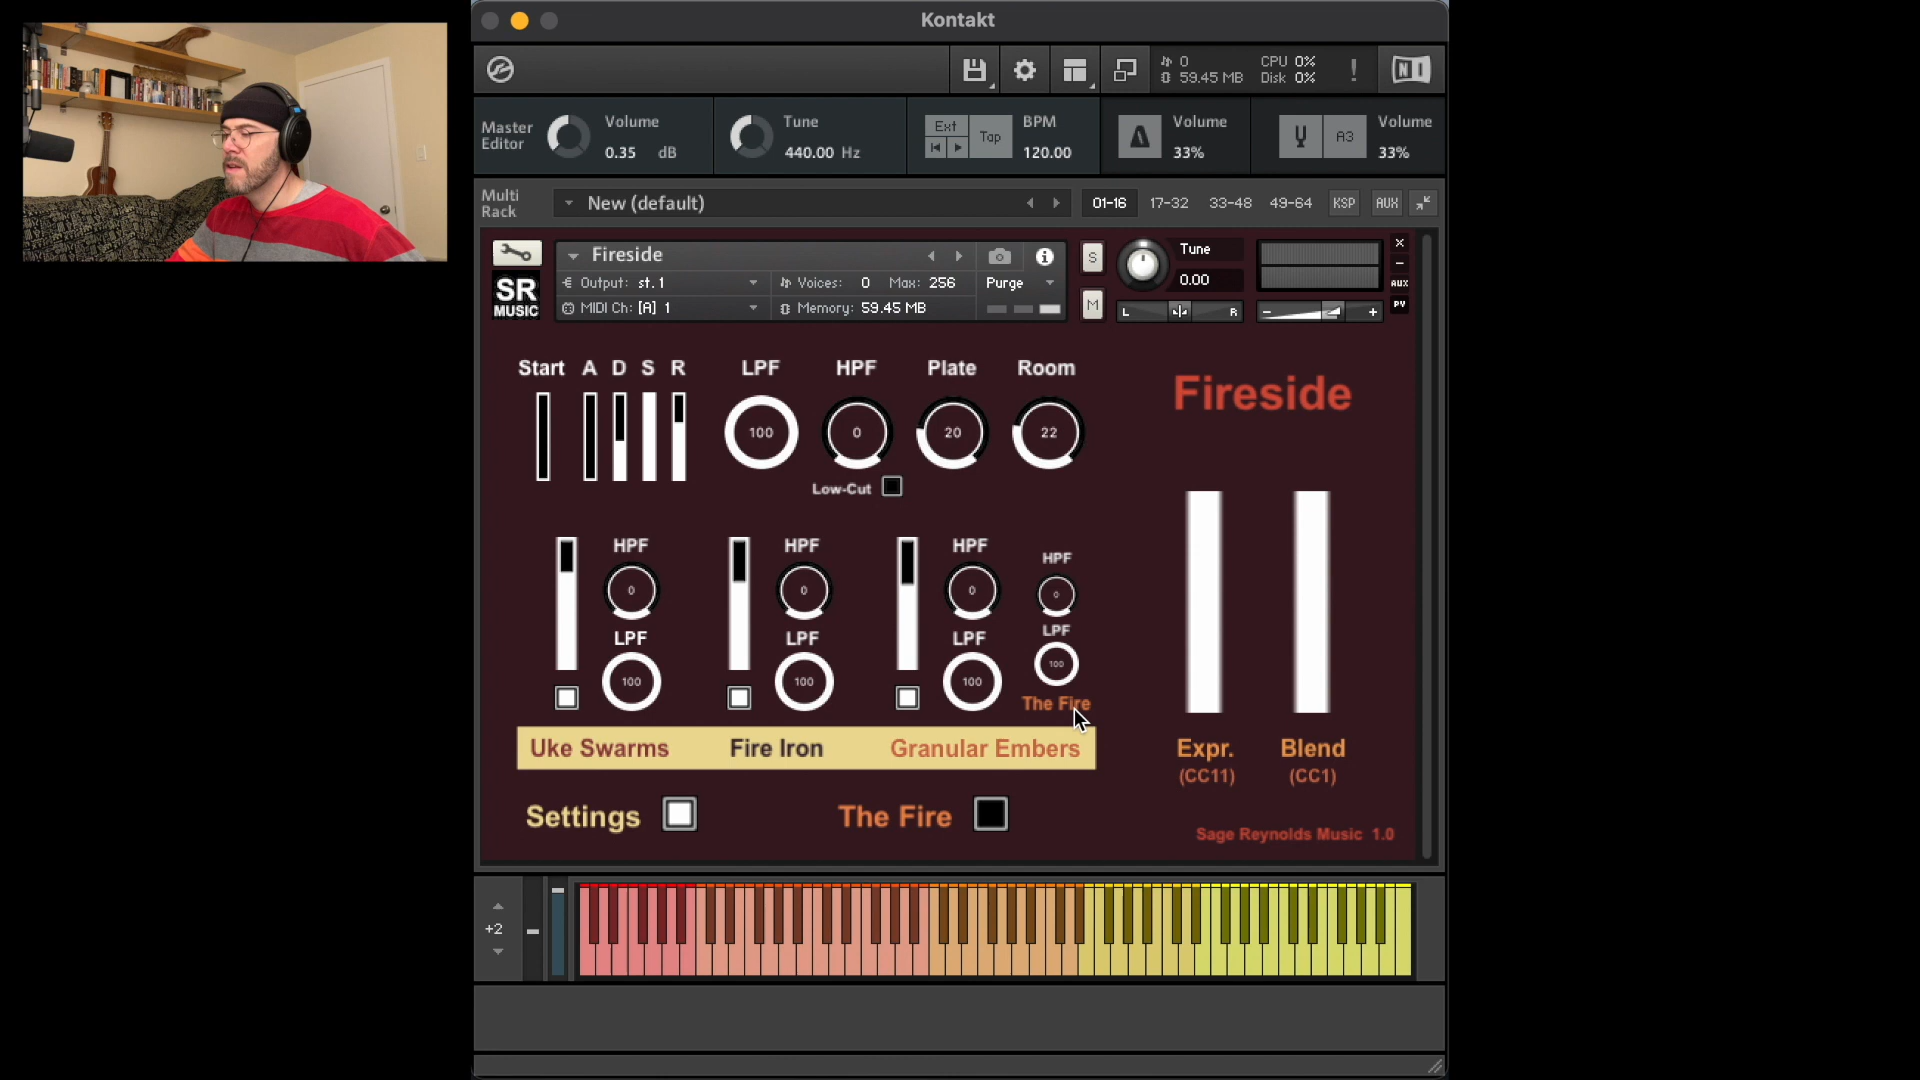 Kontakt
0
59.45 MB
CPU 0%
Disk 0%
!
NI
Master
Editor
Volume
0.35 dB
Tune
440.00 Hz
Ext
Tap
BPM
120.00
Volume
33%
A3
Volume
33%
Multi
Rack
New (default)
01-16 17-32 33-48 49-64 KSP AUX
Fireside
Output: st.1
Voices: 0 Max: 256
Purge
MIDI Ch: [A] 1
Memory: 59.45 MB
SR
MUSIC
S
M
Tune
0.00
L R
- +
×
AUX
PV
Start A D S R LPF HPF Plate Room
100 0 20 22
Low-Cut
Fireside
HPF HPF HPF HPF
0 0 0 0
LPF LPF LPF LPF
100 100 100 100
The Fire
Uke Swarms Fire Iron Granular Embers
Expr. Blend
(CC11) (CC1)
Settings The Fire
Sage Reynolds Music 1.0
+2